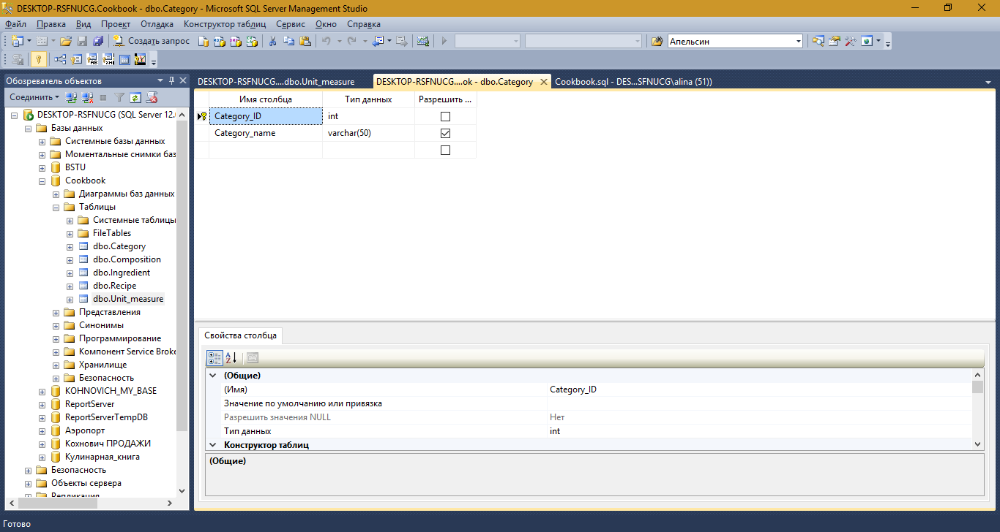 DESKTOP-RSFNUCG.Cookbook - dbo.Category - Microsoft SQL Server Management Studio
Файл Правка Вид Проект Отладка Конструктор таблиц Сервис Окно Справка
Создать запрос Апельсин
Обозреватель объектов
DESKTOP-RSFNUCG....dbo.Unit_measure DESKTOP-RSFNUCG....ok - dbo.Category Cookbook.sql - DES...SFNUCG\alina (51))
Соединить
Имя столбца Тип данных Разрешить ...
Category_ID int
Category_name varchar(50)
DESKTOP-RSFNUCG (SQL Server 12.
Базы данных
Системные базы данных
Моментальные снимки баз
BSTU
Cookbook
Диаграммы баз данных
Таблицы
Системные таблицы
FileTables
dbo.Category
dbo.Composition
dbo.Ingredient
dbo.Recipe
dbo.Unit_measure
Представления
Синонимы
Программирование
Компонент Service Broke
Хранилище
Безопасность
KOHNOVICH_MY_BASE
ReportServer
ReportServerTempDB
Аэропорт
Кохнович ПРОДАЖИ
Кулинарная_книга
Безопасность
Объекты сервера
Репликация
Свойства столбца
(Общие)
(Имя) Category_ID
Значение по умолчанию или привязка
Разрешить значения NULL Нет
Тип данных int
Конструктор таблиц
(Общие)
Готово